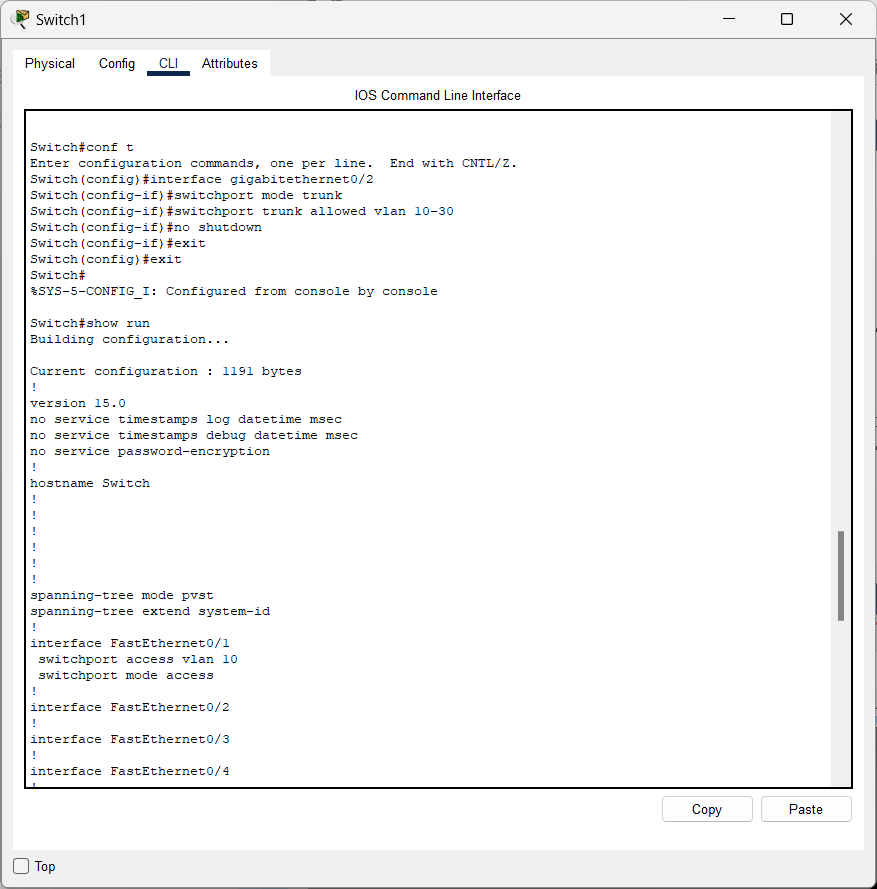 Switch1
Physical Config CLI Attributes
IOS Command Line Interface
Switch#conf t
Enter configuration commands, one per line.  End with CNTL/Z.
Switch(config)#interface gigabitethernet0/2
Switch(config-if)#switchport mode trunk
Switch(config-if)#switchport trunk allowed vlan 10-30
Switch(config-if)#no shutdown
Switch(config-if)#exit
Switch(config)#exit
Switch#
%SYS-5-CONFIG_I: Configured from console by console
Switch#show run
Building configuration...
Current configuration : 1191 bytes
!
version 15.0
no service timestamps log datetime msec
no service timestamps debug datetime msec
no service password-encryption
!
hostname Switch
!
!
!
!
!
!
spanning-tree mode pvst
spanning-tree extend system-id
!
interface FastEthernet0/1
 switchport access vlan 10
 switchport mode access
!
interface FastEthernet0/2
!
interface FastEthernet0/3
!
interface FastEthernet0/4
!
Copy Paste
Top